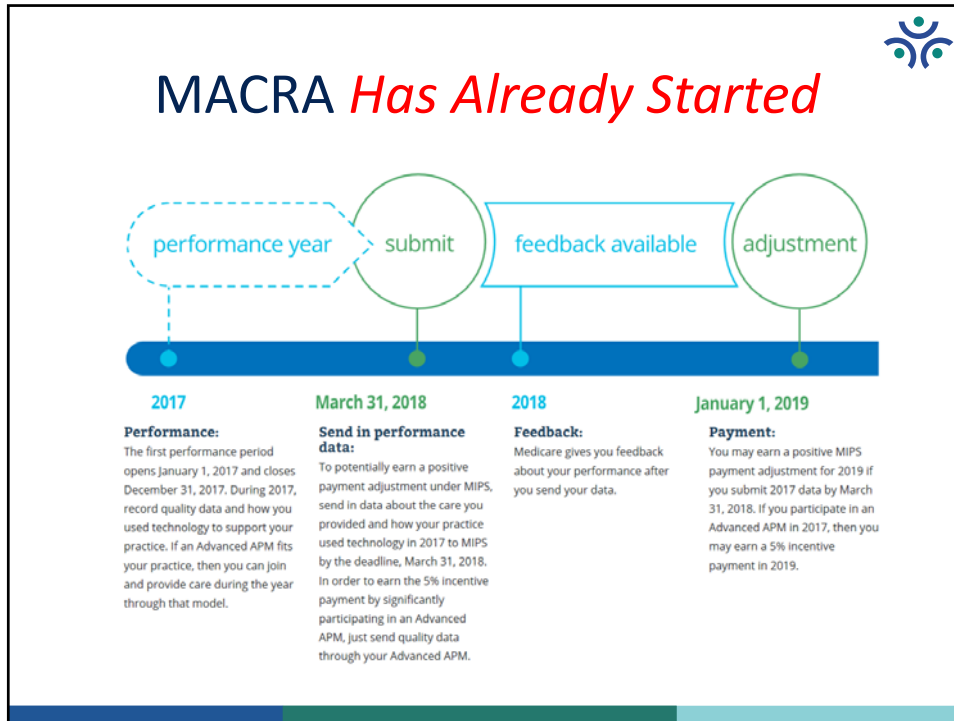 MACRA Has Already Started
performance year
submit
feedback available
adjustment
2017
Performance:
The first performance period
opens January 1, 2017 and closes
December 31, 2017. During 2017,
record quality data and how you
used technology to support your
practice. If an Advanced APM fits
your practice, then you can join
and provide care during the year
through that model.
March 31, 2018
Send in performance
data:
To potentially earn a positive
payment adjustment under MIPS,
send in data about the care you
provided and how your practice
used technology in 2017 to MIPS
by the deadline, March 31, 2018.
In order to earn the 5% incentive
payment by significantly
participating in an Advanced
APM, just send quality data
through your Advanced APM.
2018
Feedback:
Medicare gives you feedback
about your performance after
you send your data.
January 1, 2019
Payment:
You may earn a positive MIPS
payment adjustment for 2019 if
you submit 2017 data by March
31, 2018. If you participate in an
Advanced APM in 2017, then you
may earn a 5% incentive
payment in 2019.